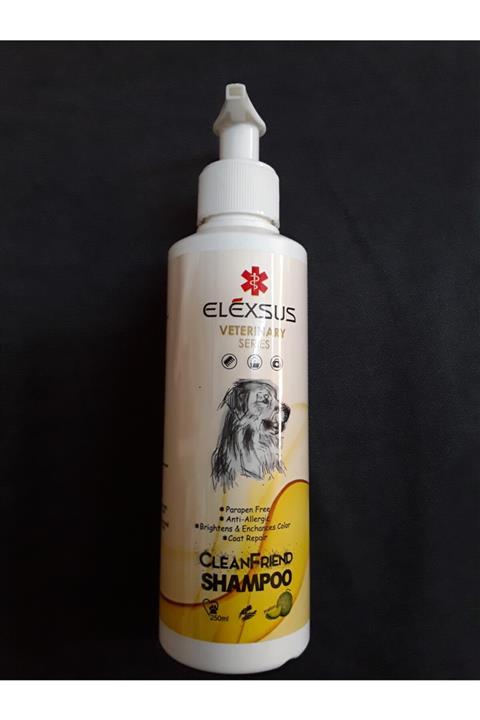 ELÉXSUS
VETERINARY
SERIES
* Parapen Free
* Anti-Allergic
* Brightens & Enchances Color
* Coat Repair
CLEANFRIEND
SHAMPOO
250ml